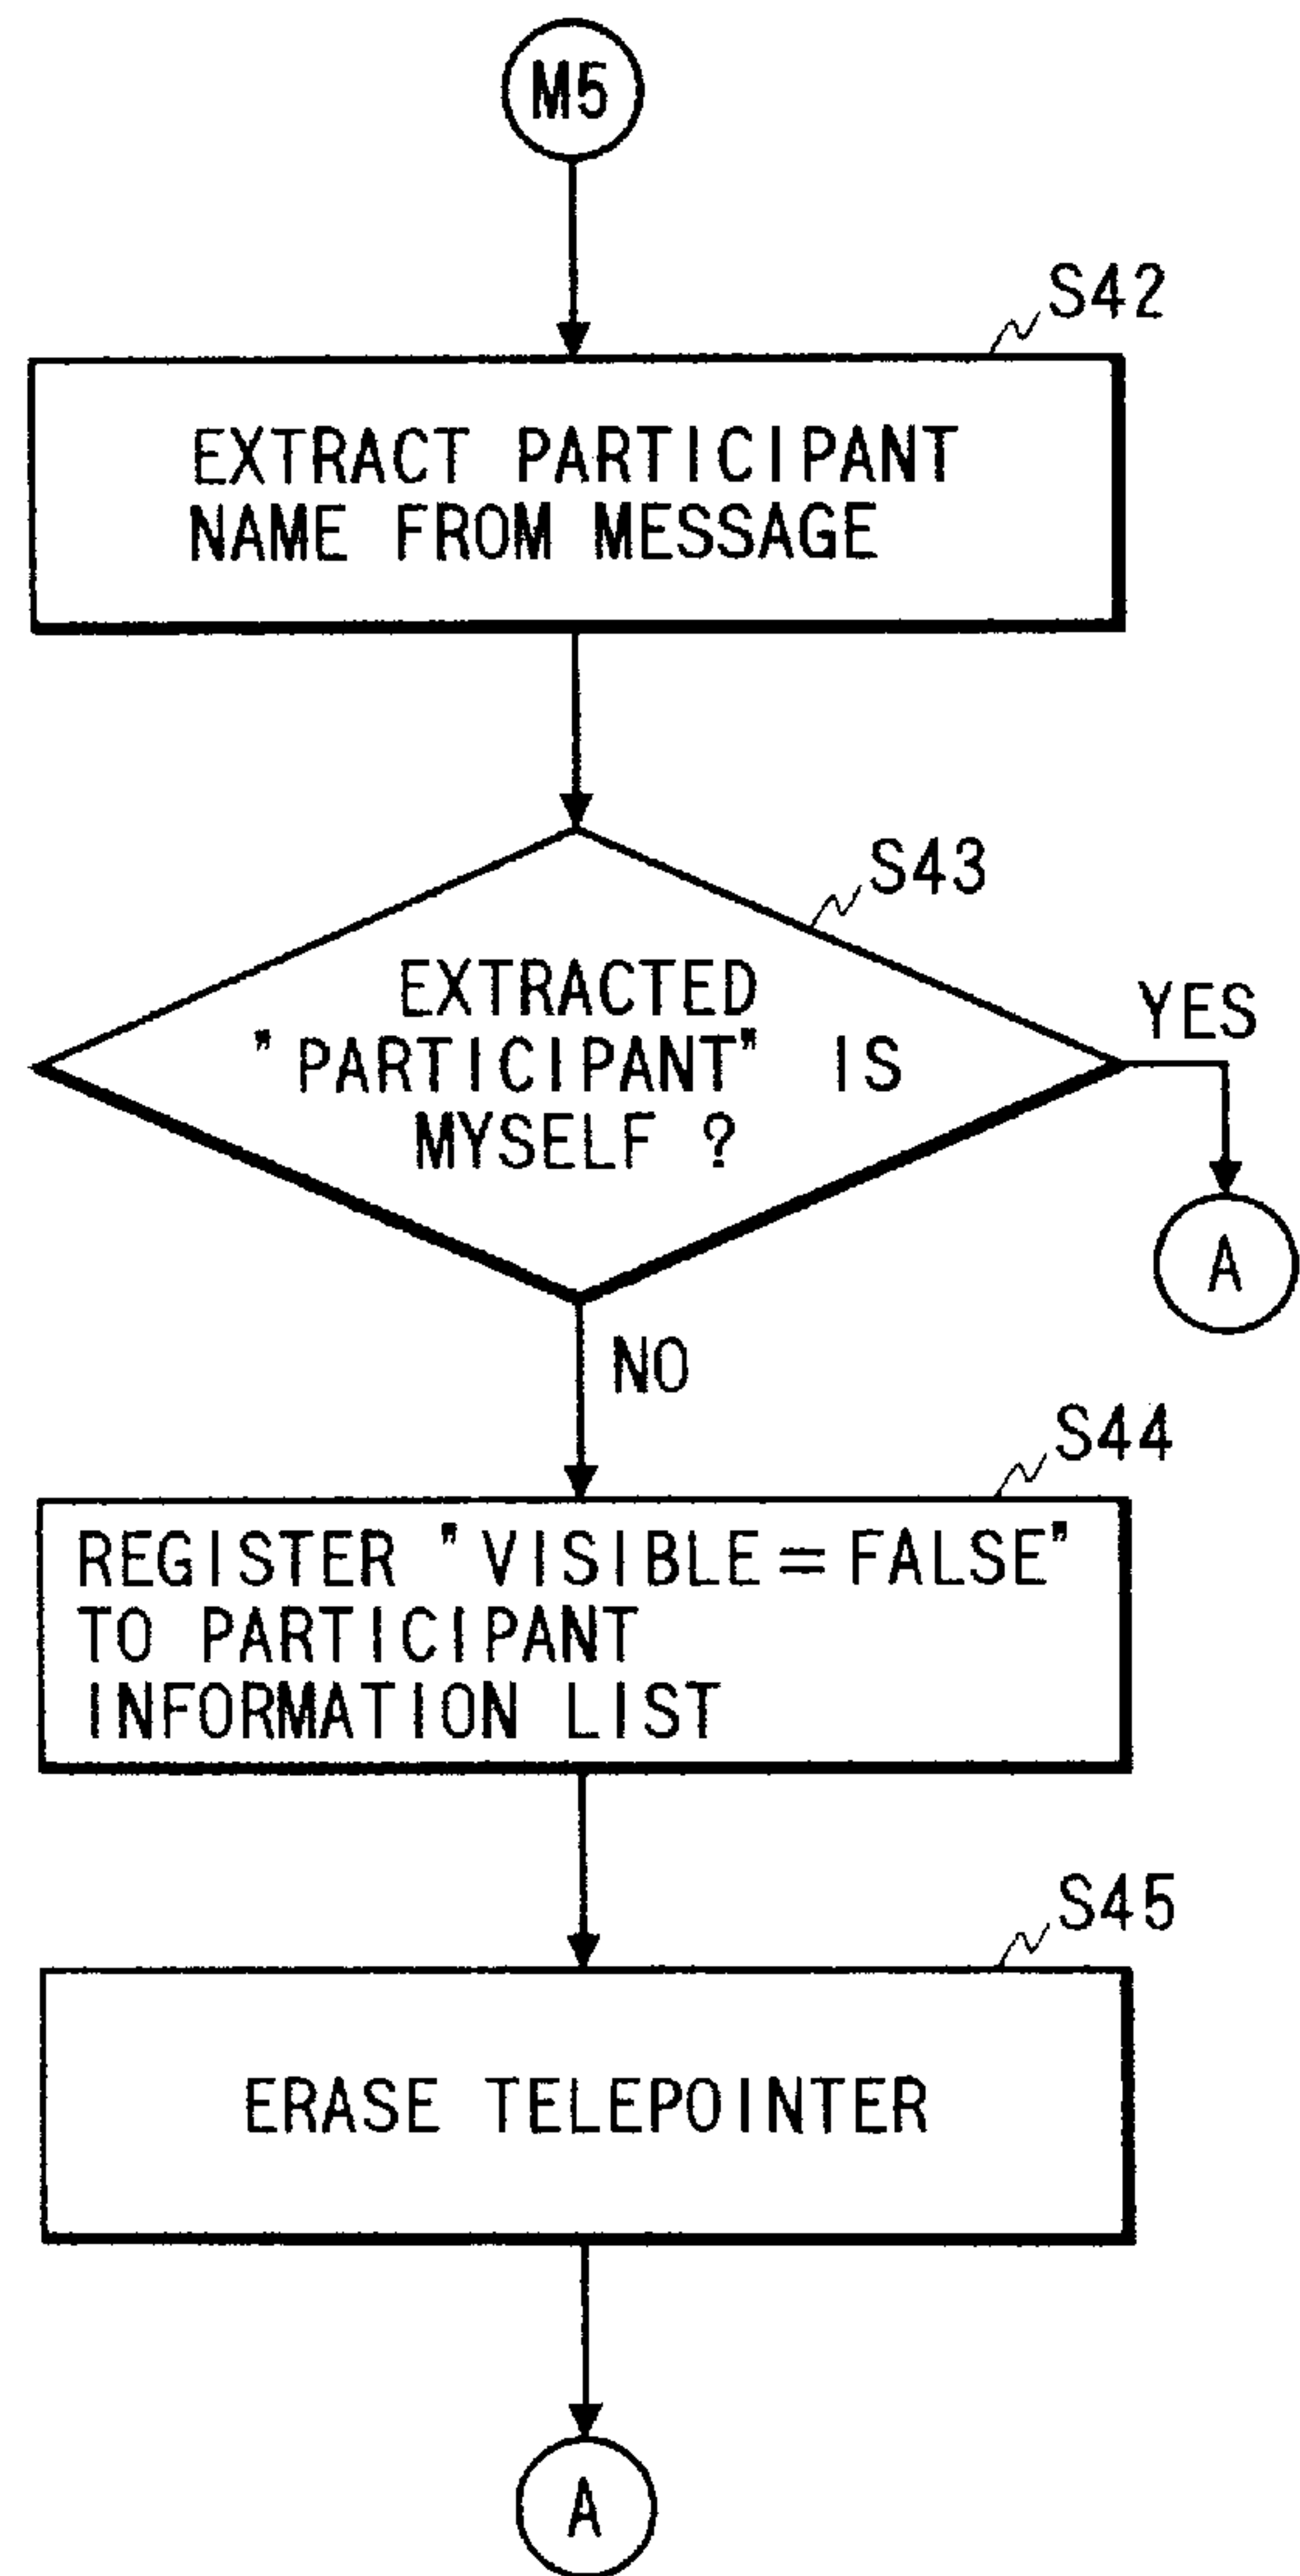 M5
S42
EXTRACT PARTICIPANT
NAME FROM MESSAGE
S43
EXTRACTED
"PARTICIPANT" IS
MYSELF ?
YES
A
NO
S44
REGISTER "VISIBLE=FALSE"
TO PARTICIPANT
INFORMATION LIST
S45
ERASE TELEPOINTER
A